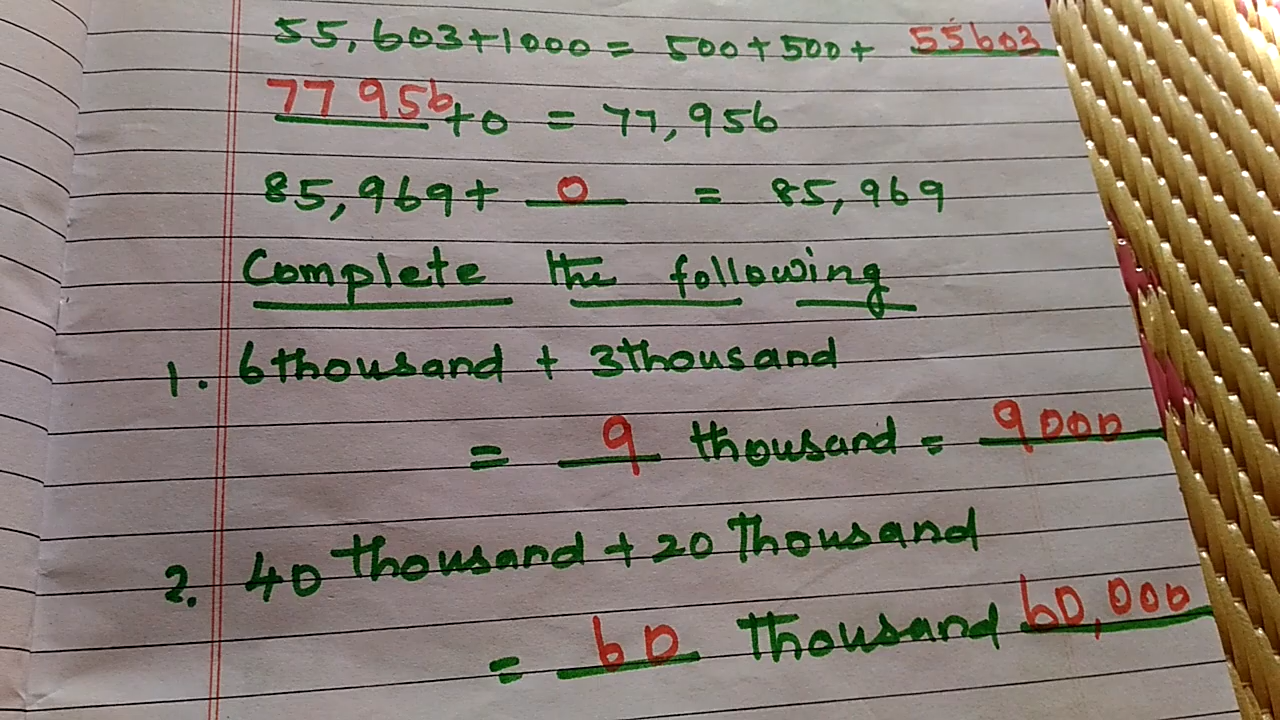 55,603+1000 = 500+500+ 55603
77956+0 = 77,956
85,969+ 0 = 85,969
Complete the following
1. 6thousand + 3thousand
= 9 thousand = 9000
2. 40 thousand + 20 Thousand
= 60 Thousand 60,000